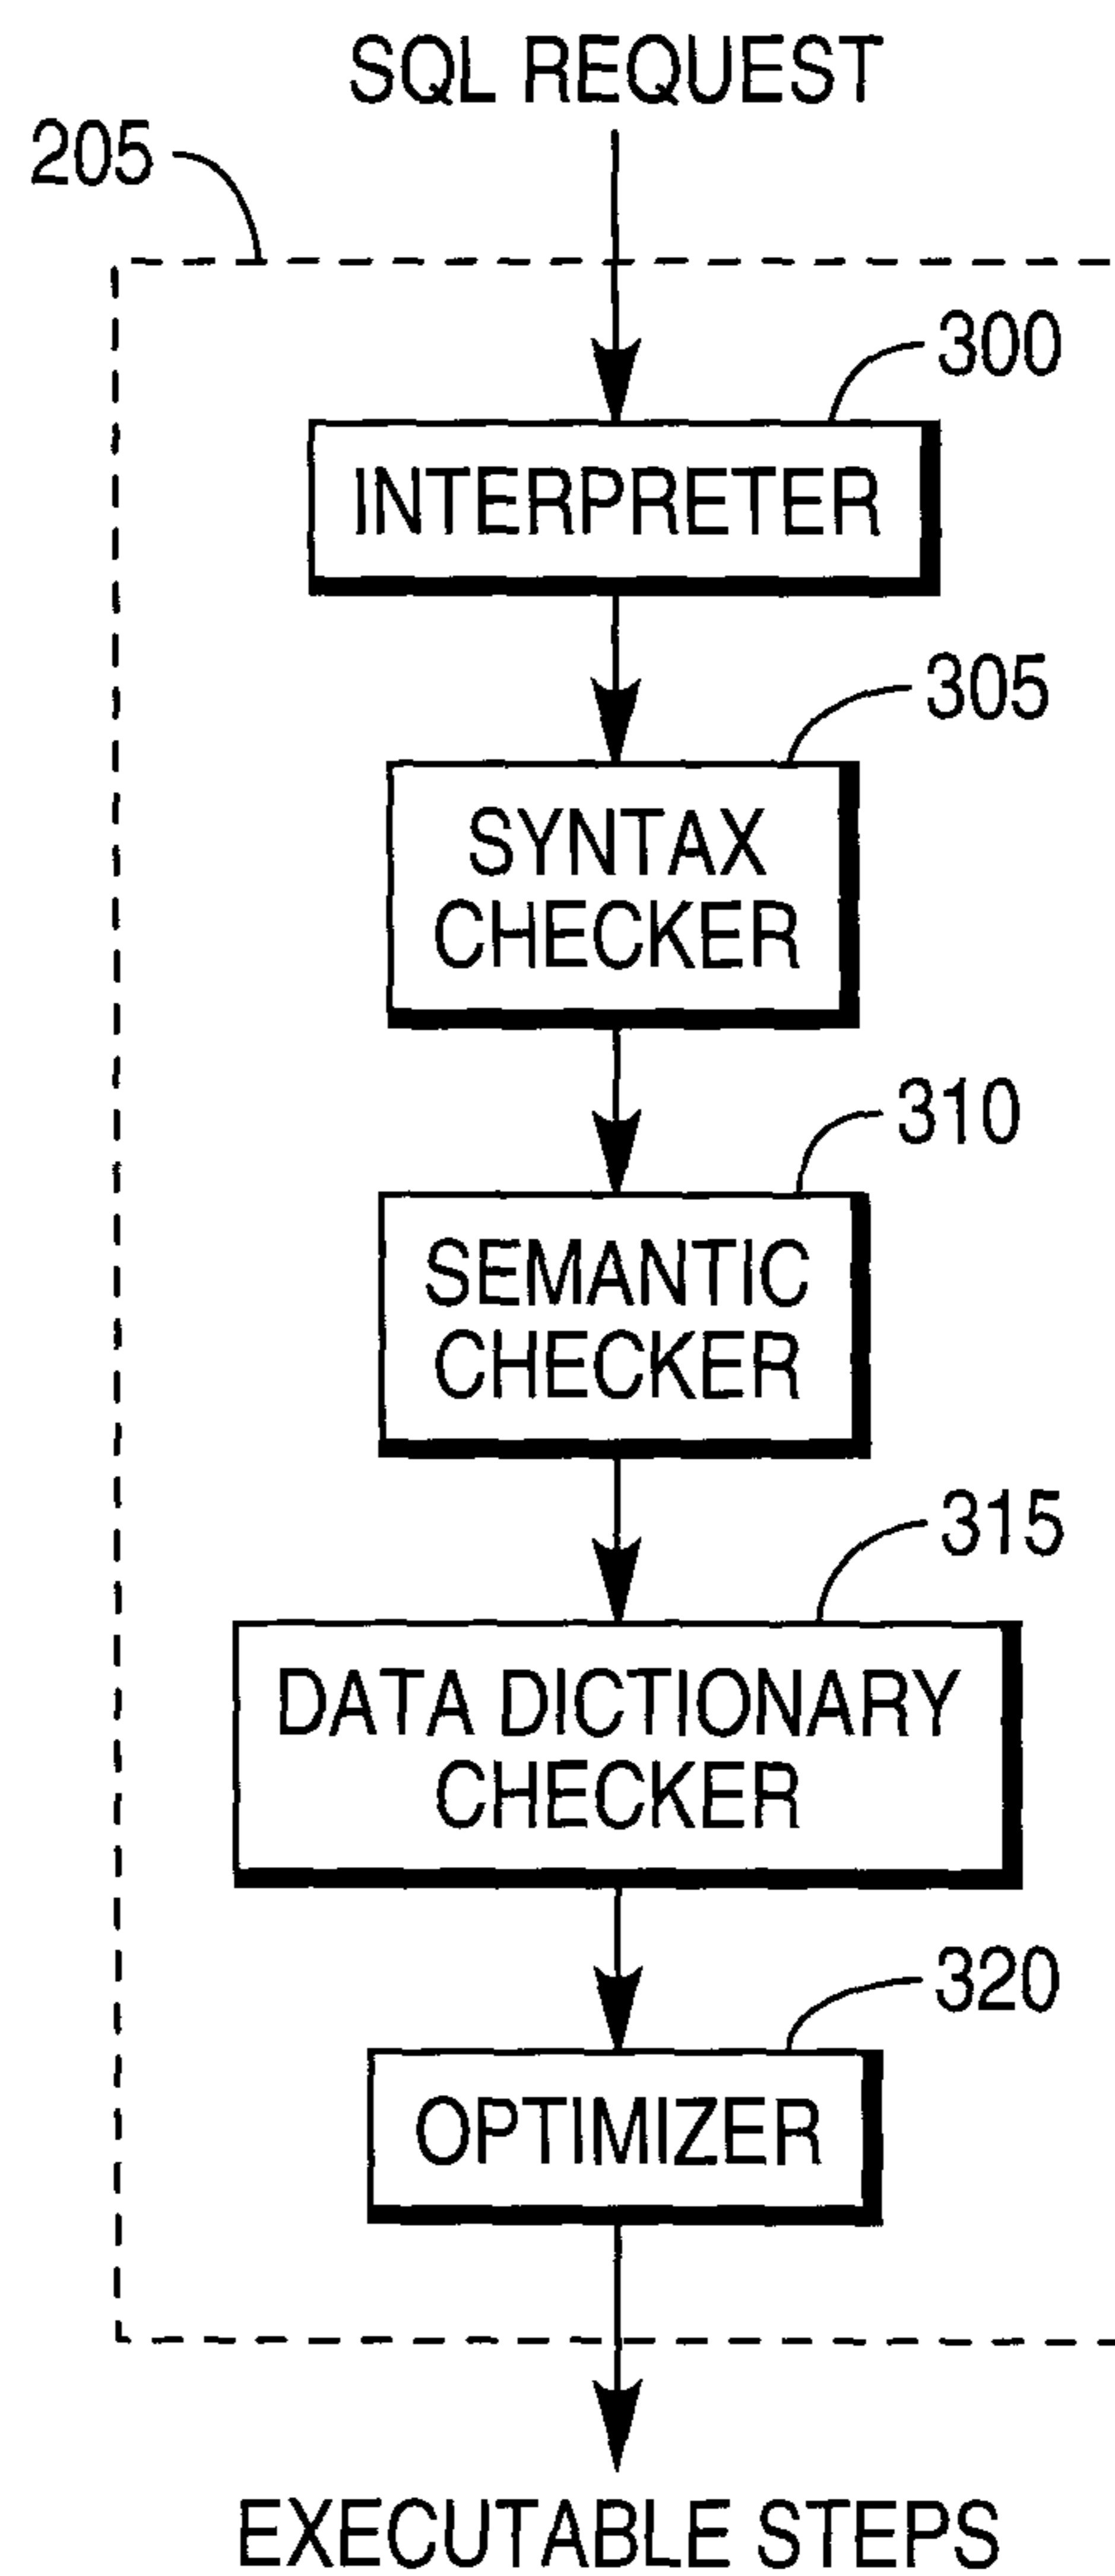 SQL REQUEST
205
300
INTERPRETER
305
SYNTAX
CHECKER
310
SEMANTIC
CHECKER
315
DATA DICTIONARY
CHECKER
320
OPTIMIZER
EXECUTABLE STEPS